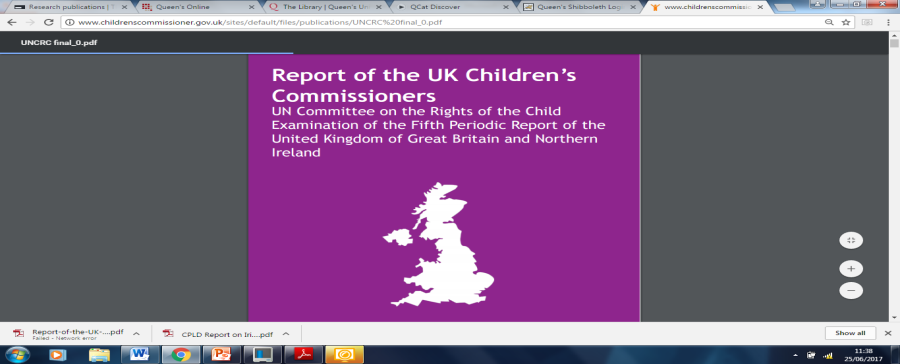 Research publications | T
Queen's Online
The Library | Queen's Un
QCat Discover
Queen's Shibboleth Log
www.childrenscommissio
www.childrenscommissioner.gov.uk/sites/default/files/publications/UNCRC%20final_0.pdf
UNCRC final_0.pdf
Report of the UK Children's
Commissioners
UN Committee on the Rights of the Child
Examination of the Fifth Periodic Report of the
United Kingdom of Great Britain and Northern
Ireland
Report-of-the-UK-....pdf
Failed - Network error
CPLD Report on Iri....pdf
Show all
11:38
25/06/2017